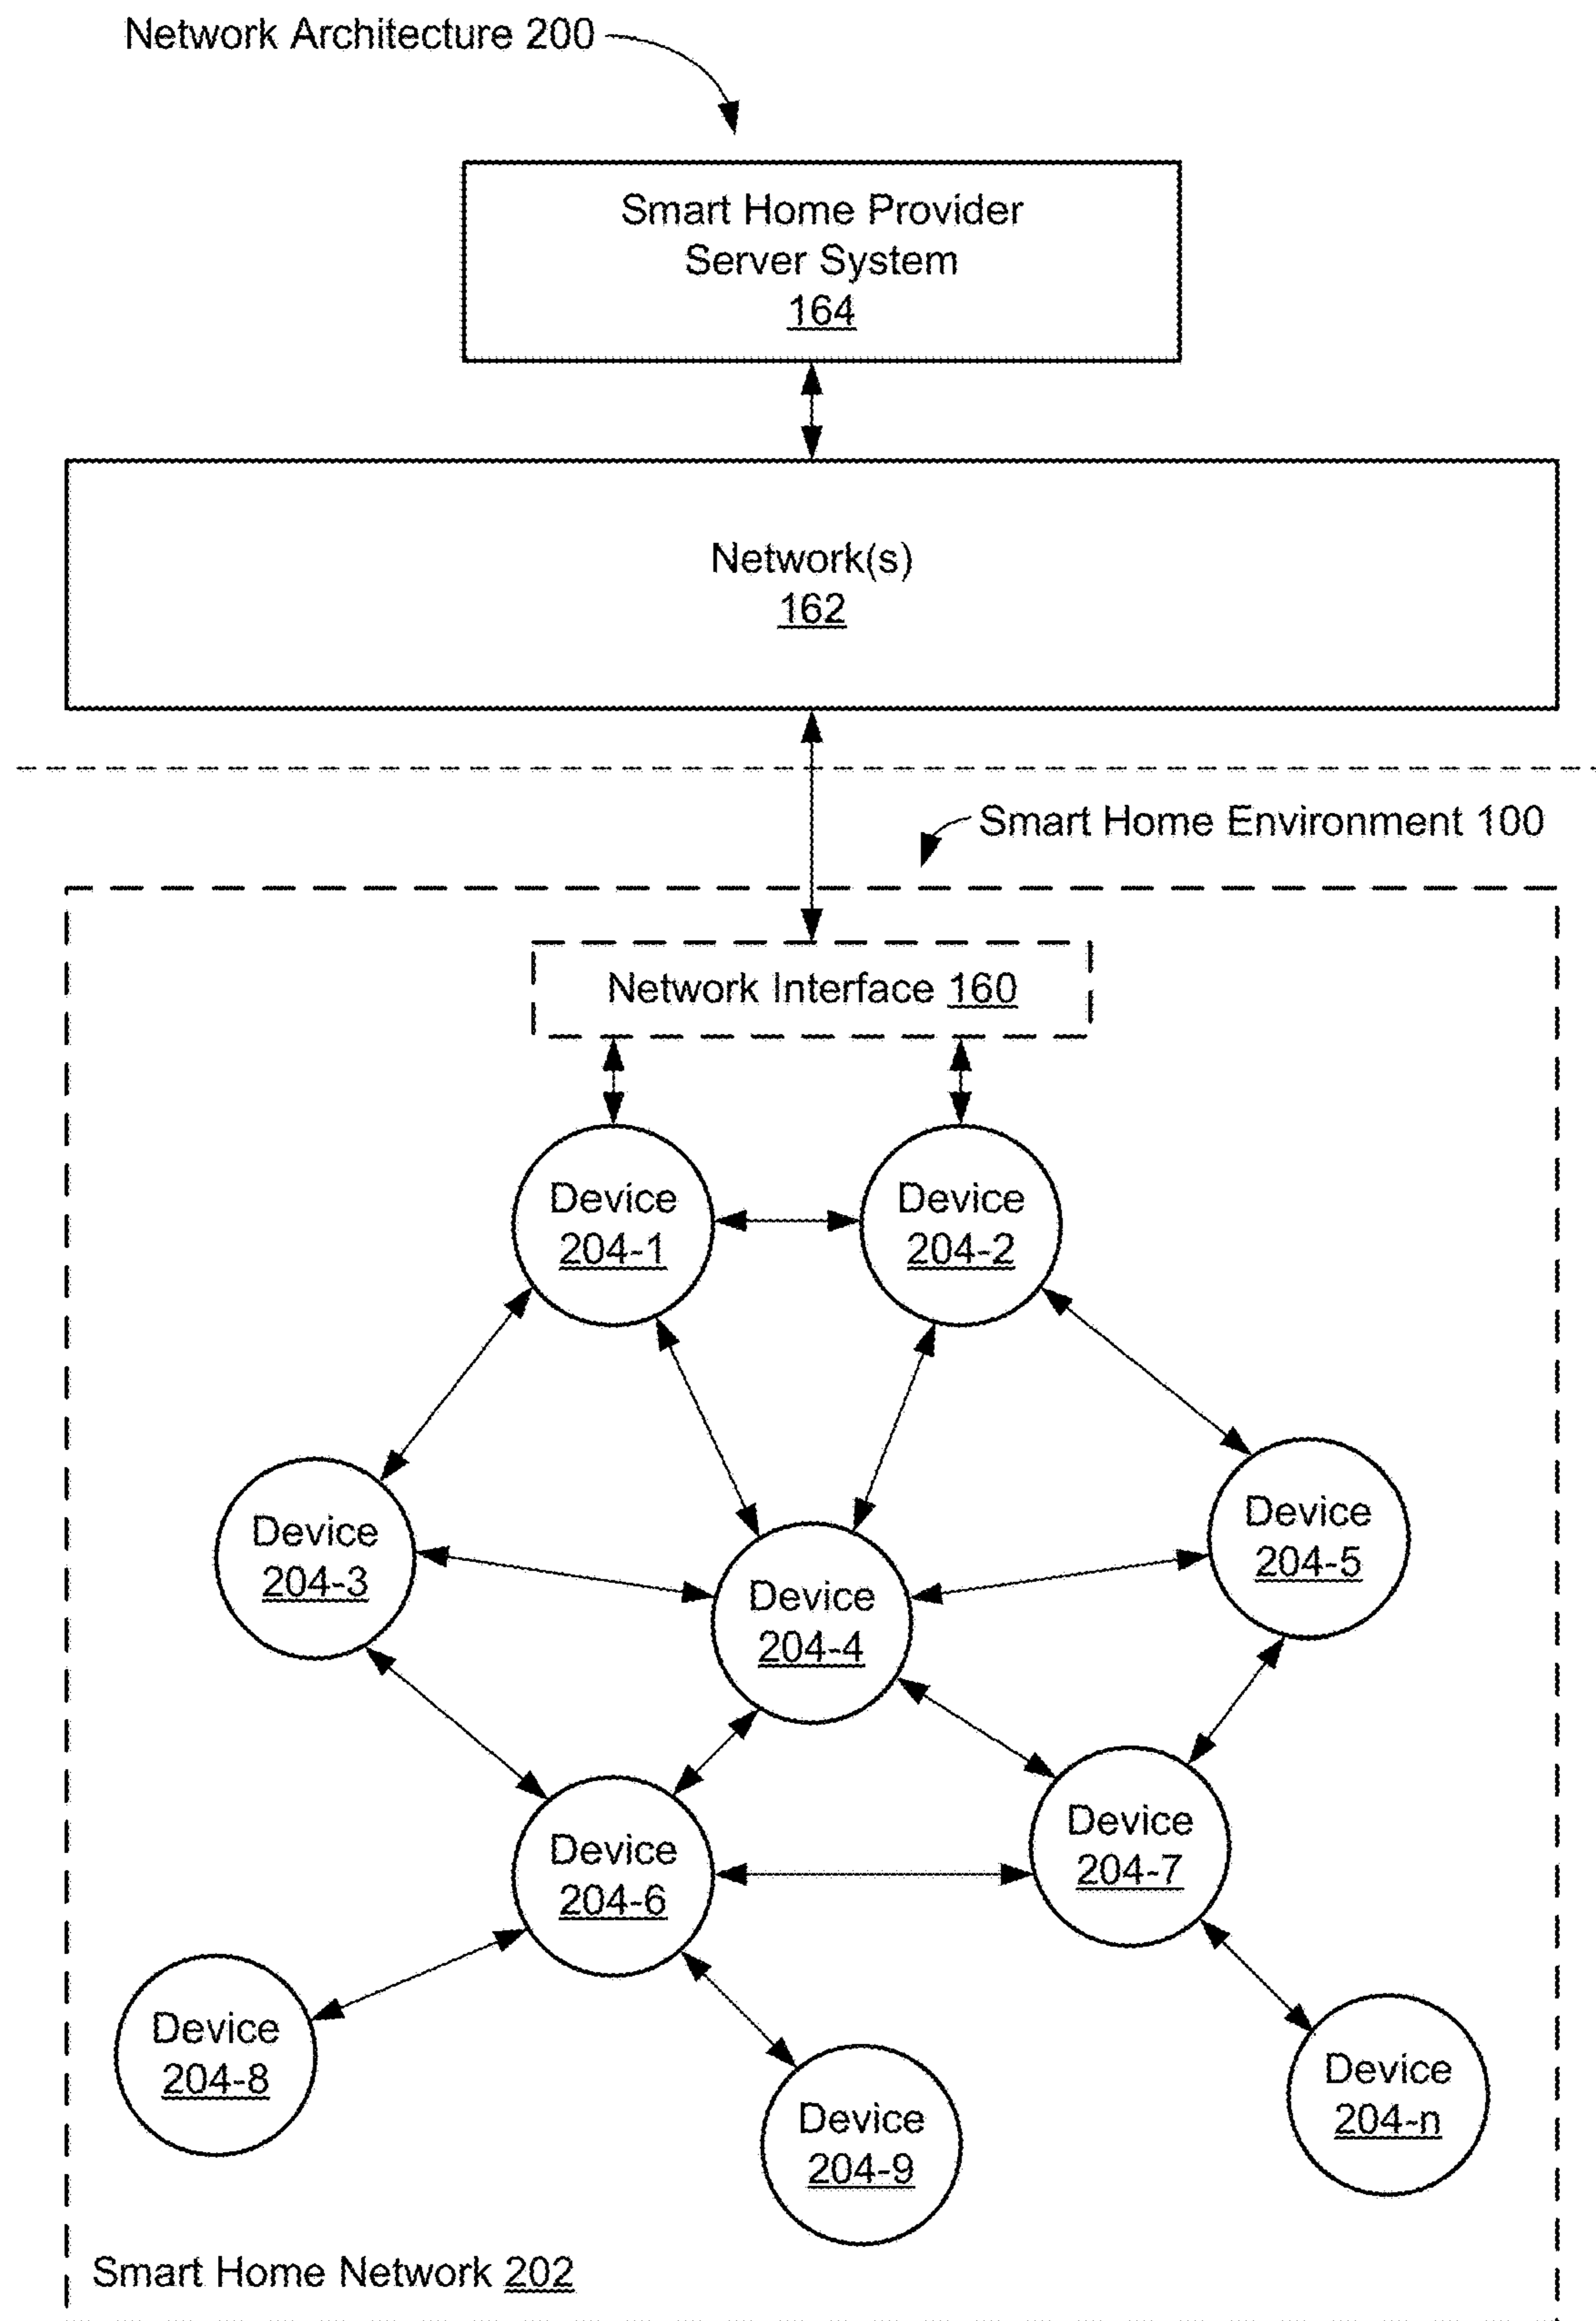 Network Architecture 200
Smart Home Provider
Server System
164
Network(s)
162
Smart Home Environment 100
Network Interface 160
Device
204-1
Device
204-2
Device
204-3
Device
204-4
Device
204-5
Device
204-6
Device
204-7
Device
204-8
Device
204-9
Device
204-n
Smart Home Network 202